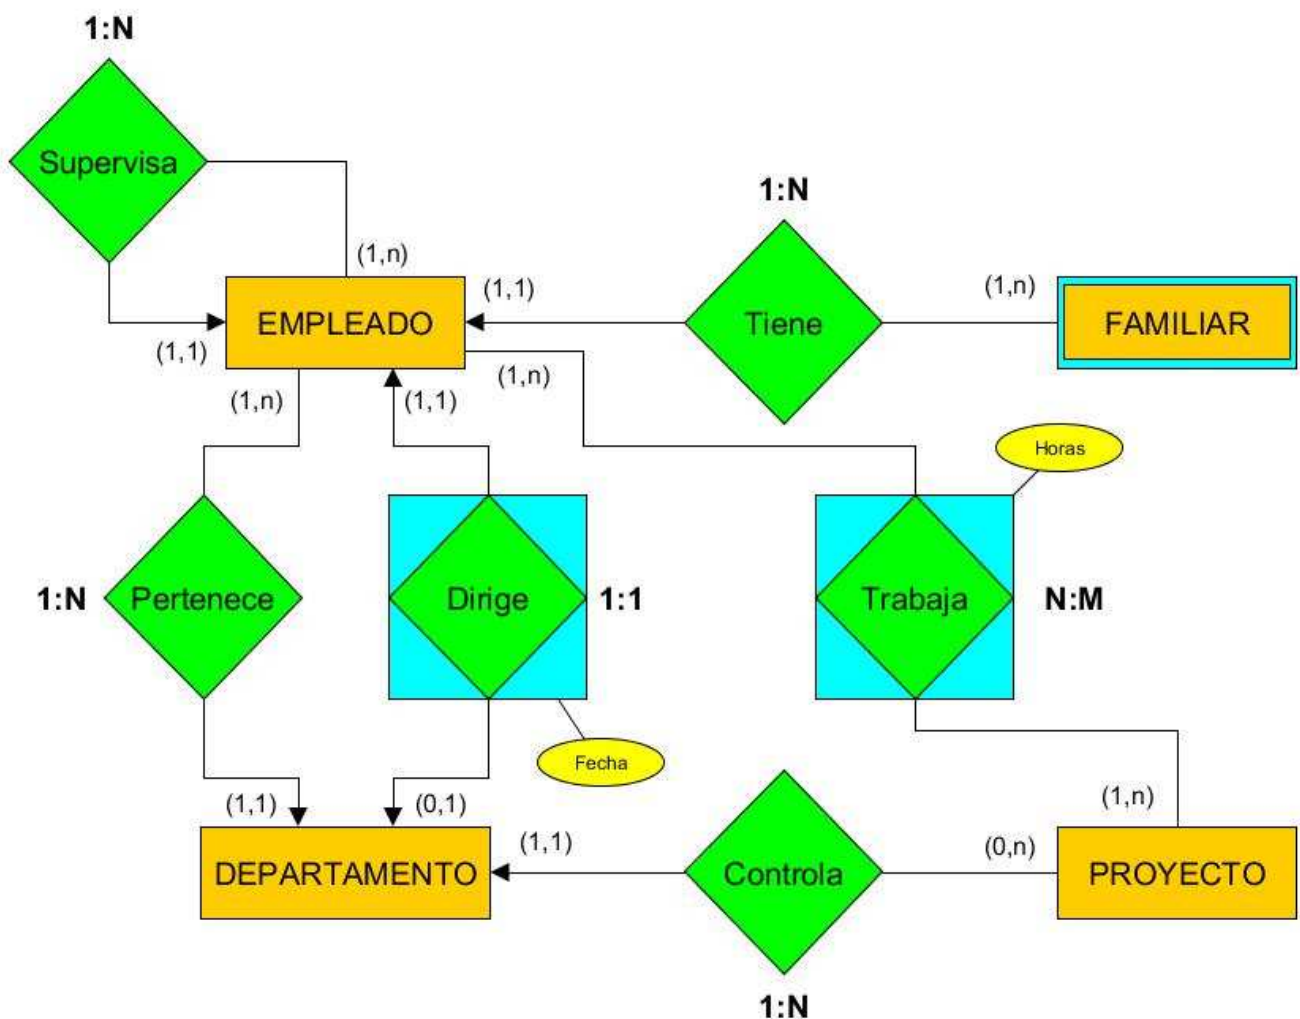 1:N
Supervisa
1:N
(1,n)
(1,1)
(1,n)
EMPLEADO
Tiene
FAMILIAR
(1,1)
(1,n)
(1,n)
(1,1)
Horas
1:N
Pertenece
Dirige
1:1
Trabaja
N:M
Fecha
(1,1)
(0,1)
(1,n)
(1,1)
(0,n)
DEPARTAMENTO
Controla
PROYECTO
1:N